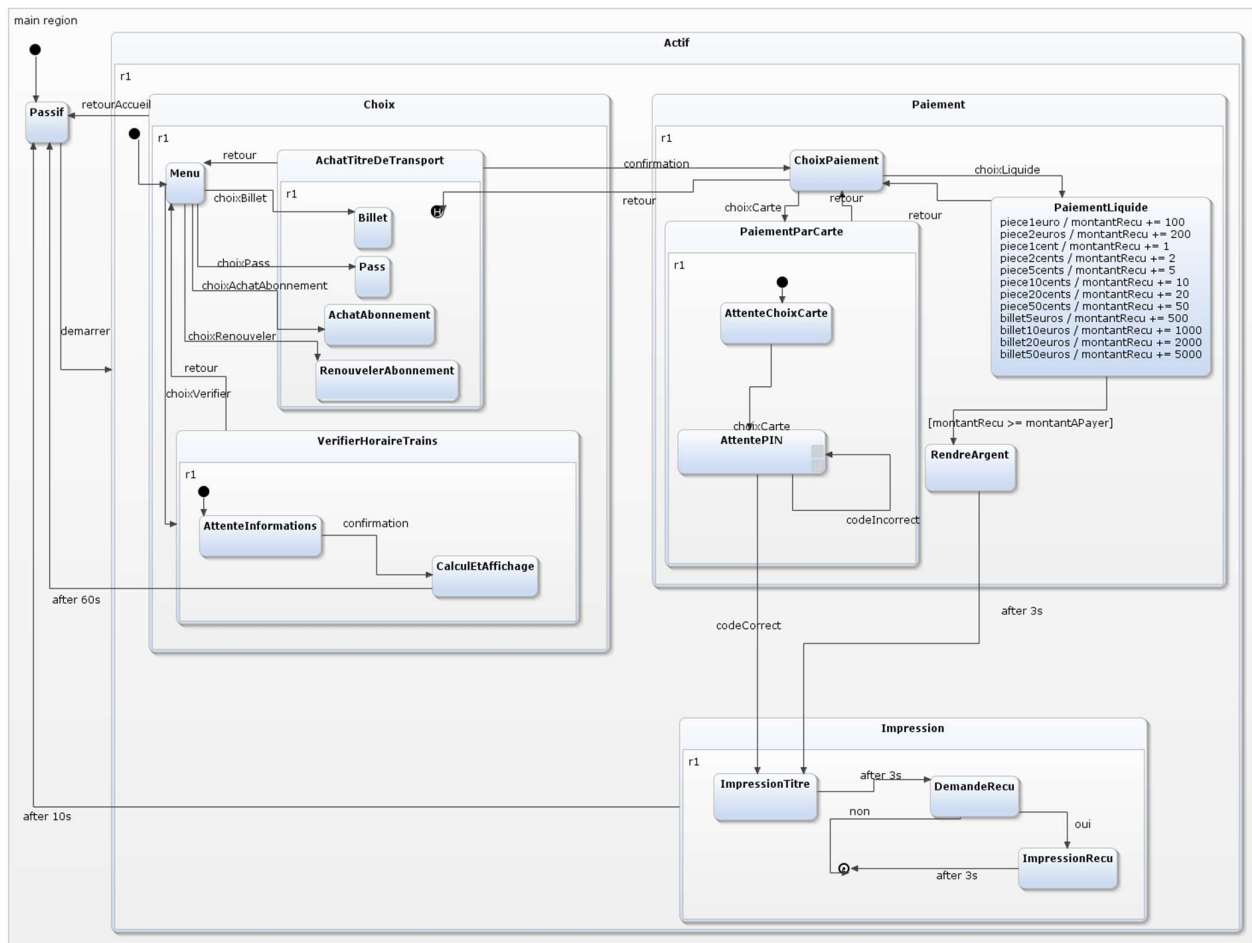 main region
Actif
r1
Passif
retourAccueil
Choix
Paiement
r1
r1
retour
AchatTitreDeTransport
confirmation
ChoixPaiement
Menu
r1
choixLiquide
choixBillet
H
retour
choixCarte
retour
retour
Billet
PaiementLiquide
piece1euro / montantRecu += 100
piece2euros / montantRecu += 200
piece1cent / montantRecu += 1
piece2cents / montantRecu += 2
piece5cents / montantRecu += 5
piece10cents / montantRecu += 10
piece20cents / montantRecu += 20
piece50cents / montantRecu += 50
billet5euros / montantRecu += 500
billet10euros / montantRecu += 1000
billet20euros / montantRecu += 2000
billet50euros / montantRecu += 5000
PaiementParCarte
r1
choixPass
Pass
choixAchatAbonnement
AchatAbonnement
AttenteChoixCarte
demarrer
choixRenouveler
RenouvelerAbonnement
retour
choixVerifier
choixCarte
AttentePIN
[montantRecu >= montantAPayer]
RendreArgent
VerifierHoraireTrains
r1
AttenteInformations
confirmation
codeIncorrect
CalculEtAffichage
after 60s
after 3s
codeCorrect
Impression
r1
ImpressionTitre
after 3s
DemandeRecu
non
oui
after 10s
ImpressionRecu
after 3s